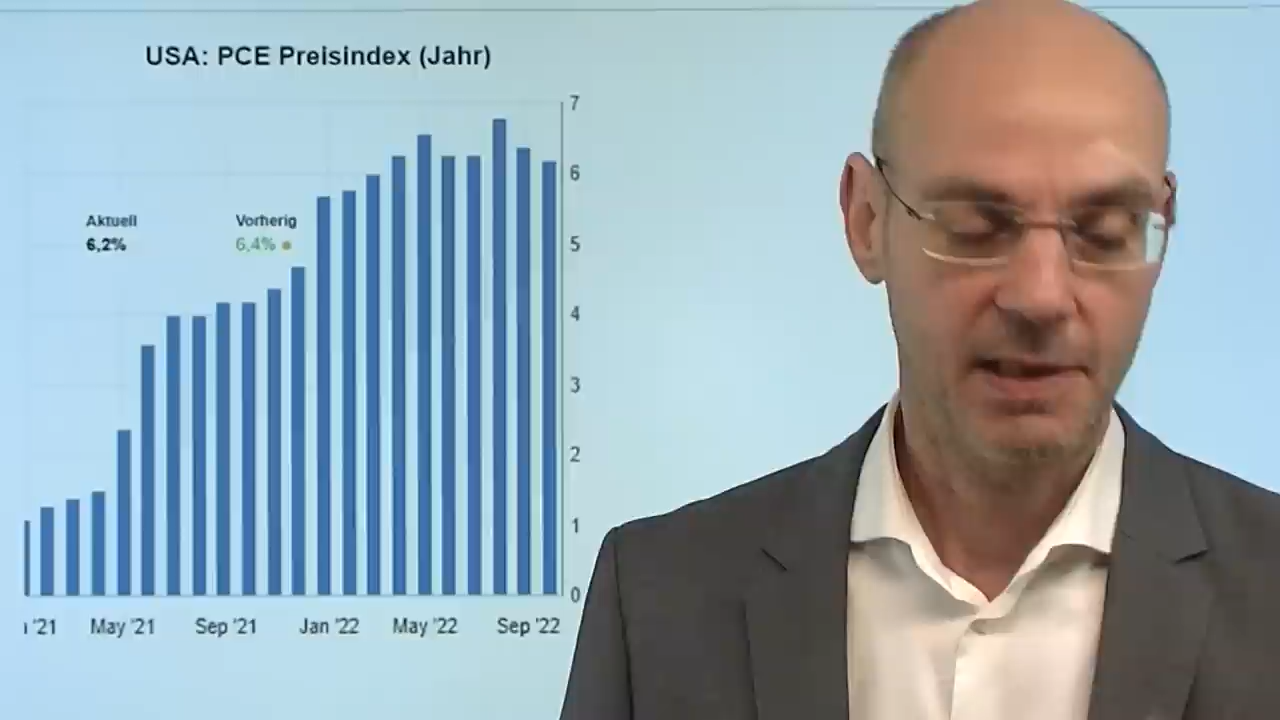 USA: PCE Preisindex (Jahr)
7
6
5
4
3
2
1
0
Aktuell
6,2%
Vorherig
6,4%
'21
May '21
Sep '21
Jan '22
May '22
Sep '22